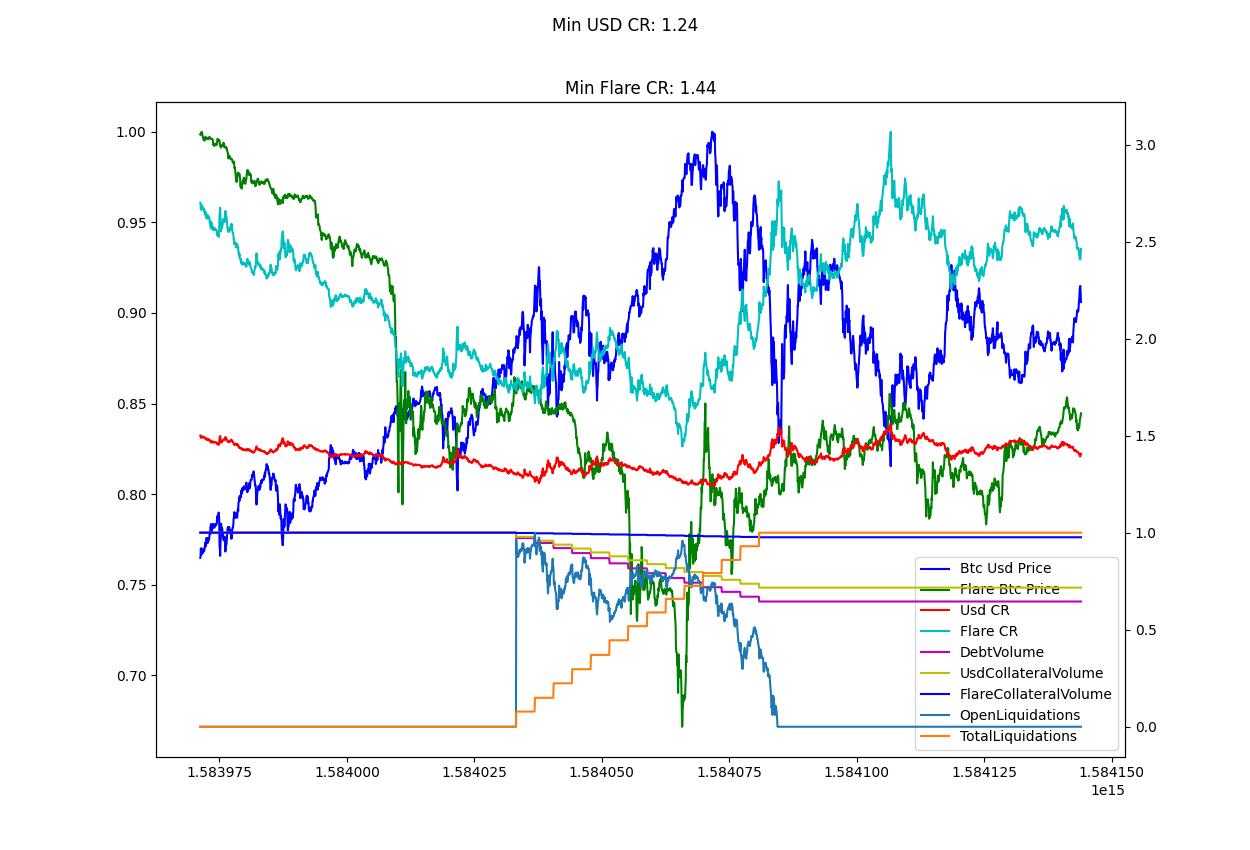 Min USD CR: 1.24
Min Flare CR: 1.44
1.00
0.95
0.90
0.85
0.80
0.75
0.70
3.0
2.5
2.0
1.5
1.0
0.5
0.0
Btc Usd Price
Flare Btc Price
Usd CR
Flare CR
DebtVolume
UsdCollateralVolume
FlareCollateralVolume
OpenLiquidations
TotalLiquidations
1.583975 1.584000 1.584025 1.584050 1.584075 1.584100 1.584125 1.584150
1e15